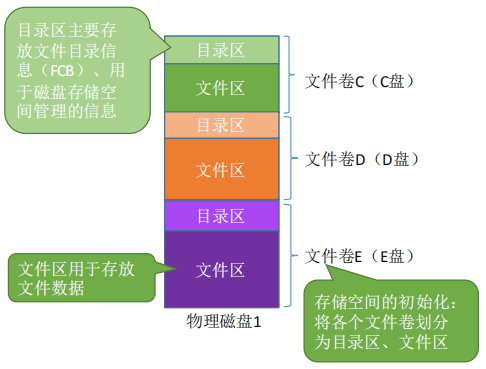 目录区主要存
放文件目录信
息（FCB）、用
于磁盘存储空
间管理的信息
目录区
文件区
文件卷C（C盘）
目录区
文件区
文件卷D（D盘）
目录区
文件区
文件卷E（E盘）
文件区用于存放
文件数据
存储空间的初始化：
将各个文件卷划分
为目录区、文件区
物理磁盘1